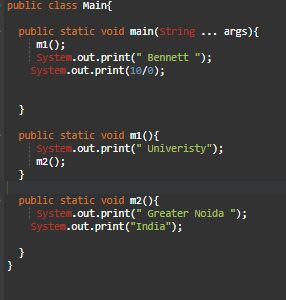 public class Main{
public static void main(String ... args){
m1();
System.out.print(" Bennett ");
System.out.print(10/0);
}
public static void m1(){
System.out.print(" Univeristy");
m2();
}
public static void m2(){
System.out.print(" Greater Noida ");
System.out.print("India");
}
}